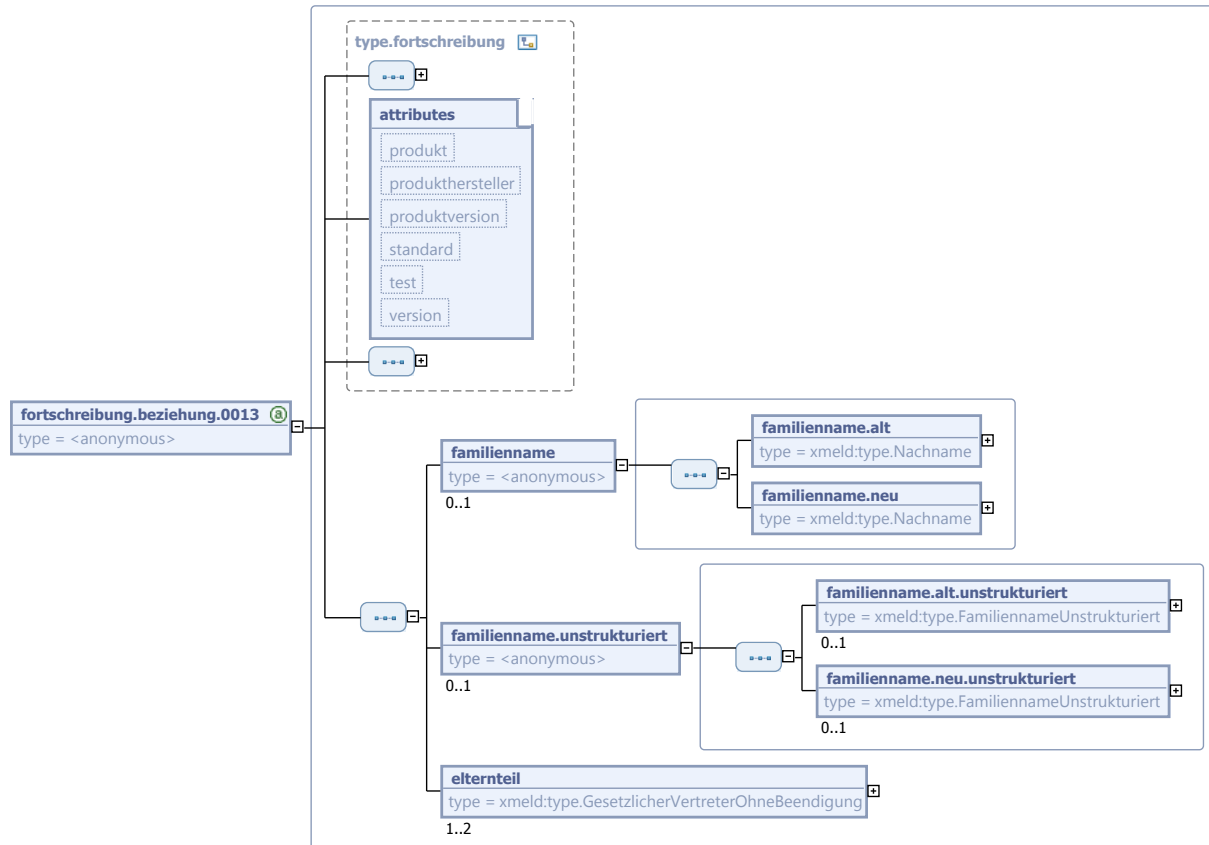 type.fortschreibung
attributes
produkt
produkthersteller
produktversion
standard
test
version
fortschreibung.beziehung.0013 a
type = <anonymous>
familienname
type = <anonymous>
0..1
familienname.alt
type = xmeld:type.Nachname
familienname.neu
type = xmeld:type.Nachname
familienname.unstrukturiert
type = <anonymous>
0..1
familienname.alt.unstrukturiert
type = xmeld:type.FamiliennameUnstrukturiert
0..1
familienname.neu.unstrukturiert
type = xmeld:type.FamiliennameUnstrukturiert
0..1
elternteil
type = xmeld:type.GesetzlicherVertreterOhneBeendigung
1..2